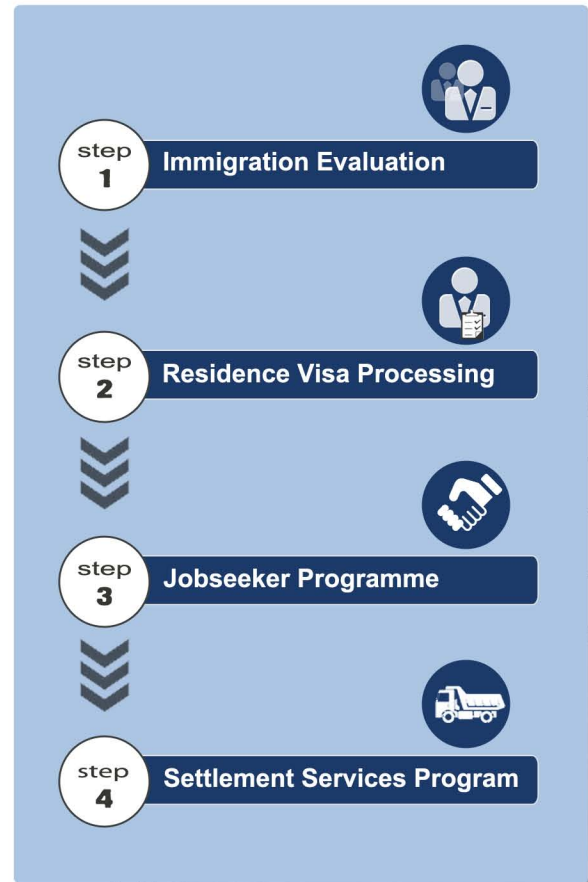 step
1
Immigration Evaluation
step
2
Residence Visa Processing
step
3
Jobseeker Programme
step
4
Settlement Services Program